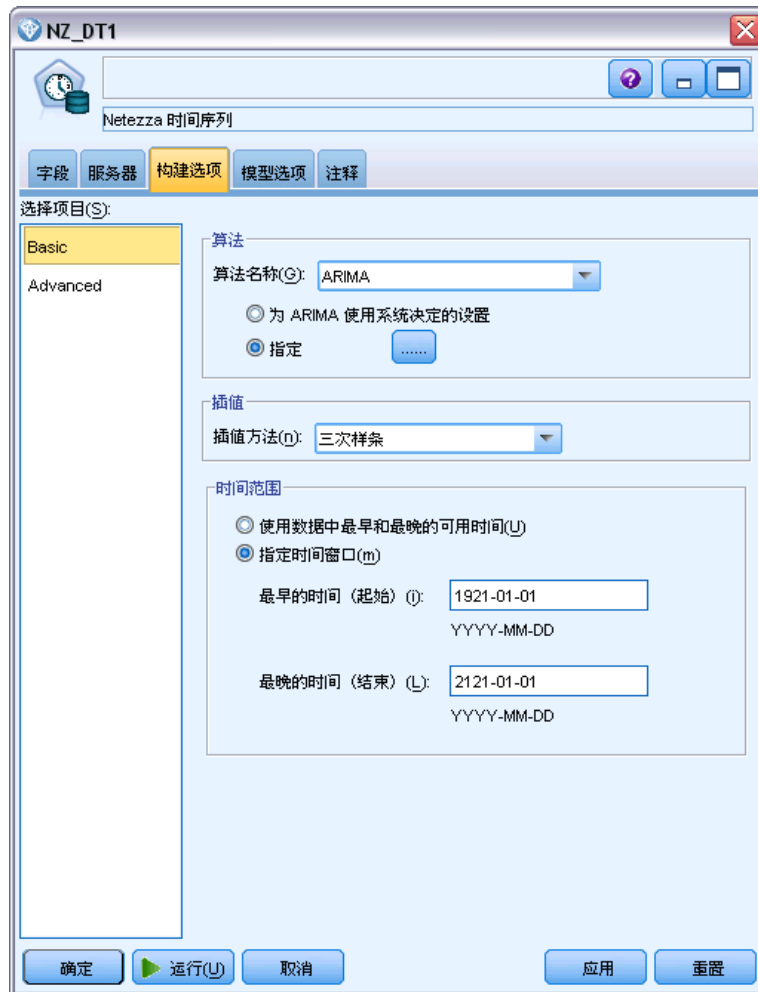 NZ_DT1
Netezza 时间序列
字段 服务器 构建选项 模型选项 注释
选择项目(S):
Basic
Advanced
算法
算法名称(G): ARIMA
为 ARIMA 使用系统决定的设置
指定 ......
插值
插值方法(n): 三次样条
时间范围
使用数据中最早和最晚的可用时间(U)
指定时间窗口(m)
最早的时间（起始）(i): 1921-01-01
YYYY-MM-DD
最晚的时间（结束）(L): 2121-01-01
YYYY-MM-DD
确定 运行(U) 取消 应用 重置